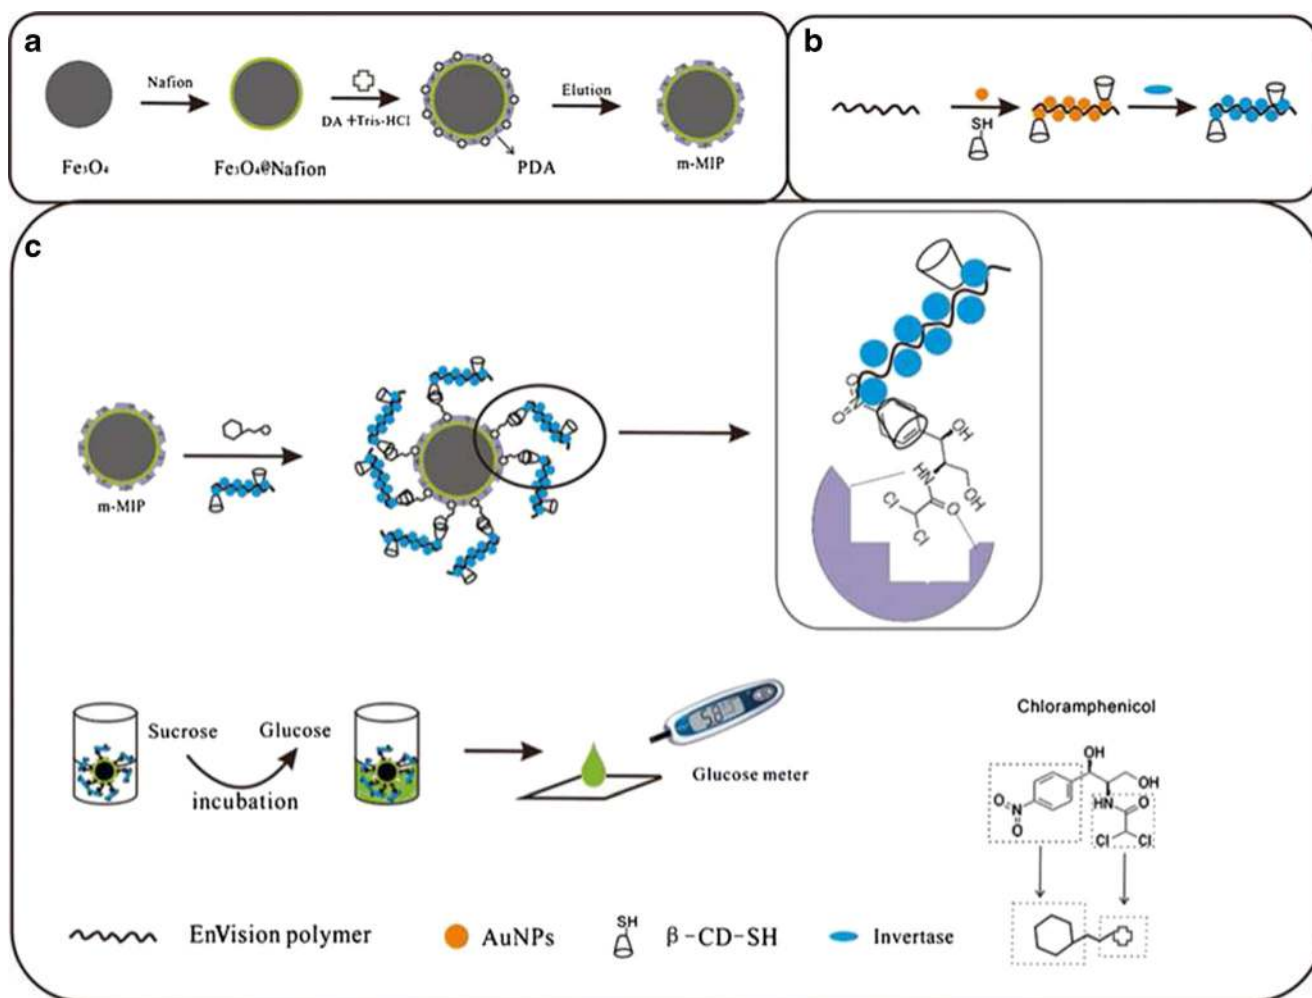 a
Nafion
DA +Tris-HCl
Elution
Fe₃O₄
Fe₃O₄@Nafion
PDA
m-MIP
b
SH
c
m-MIP
OH
HN
OH
O
Cl
Cl
Sucrose
Glucose
incubation
58
Glucose meter
Chloramphenicol
OH
OH
O
N
O
HN
O
Cl
Cl
EnVision polymer
AuNPs
SH
β-CD-SH
Invertase